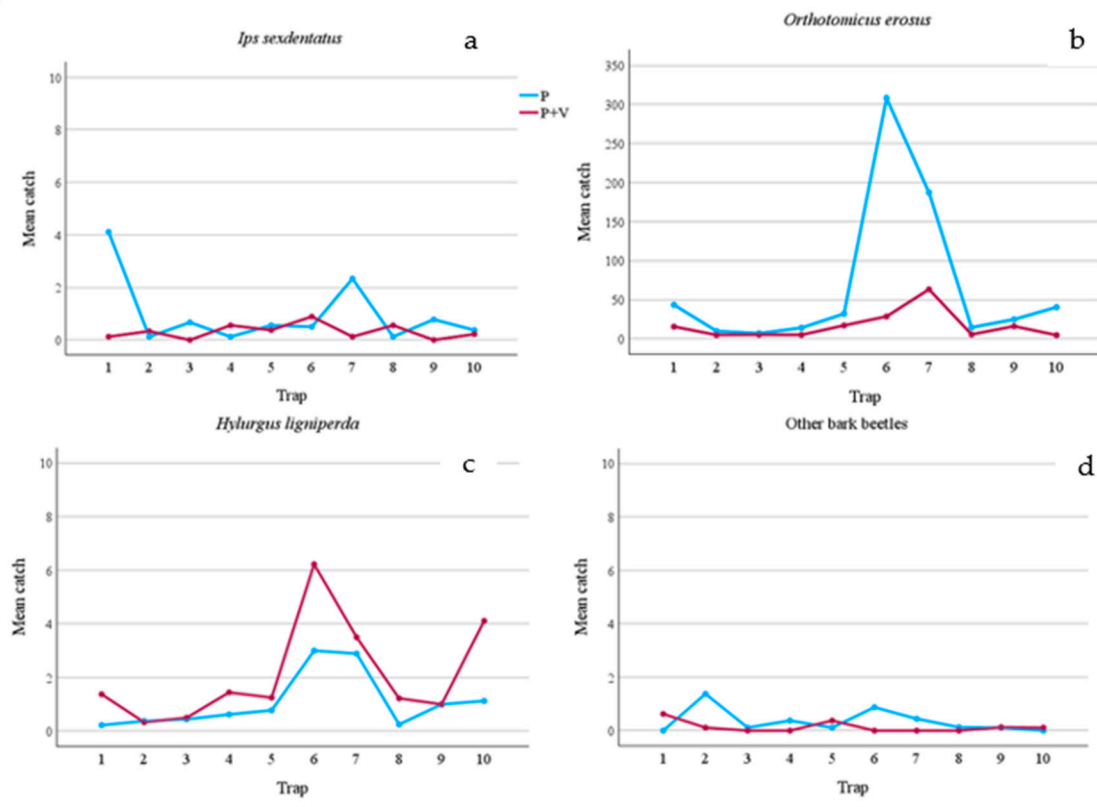 Ips sexdentatus
a
10
8
6
4
2
0
Mean catch
1 2 3 4 5 6 7 8 9 10
Trap
P
P+V
Orthotomicus erosus
b
350
300
250
200
150
100
50
0
Mean catch
1 2 3 4 5 6 7 8 9 10
Trap
Hylurgus ligniperda
c
10
8
6
4
2
0
Mean catch
1 2 3 4 5 6 7 8 9 10
Trap
Other bark beetles
d
10
8
6
4
2
0
Mean catch
1 2 3 4 5 6 7 8 9 10
Trap